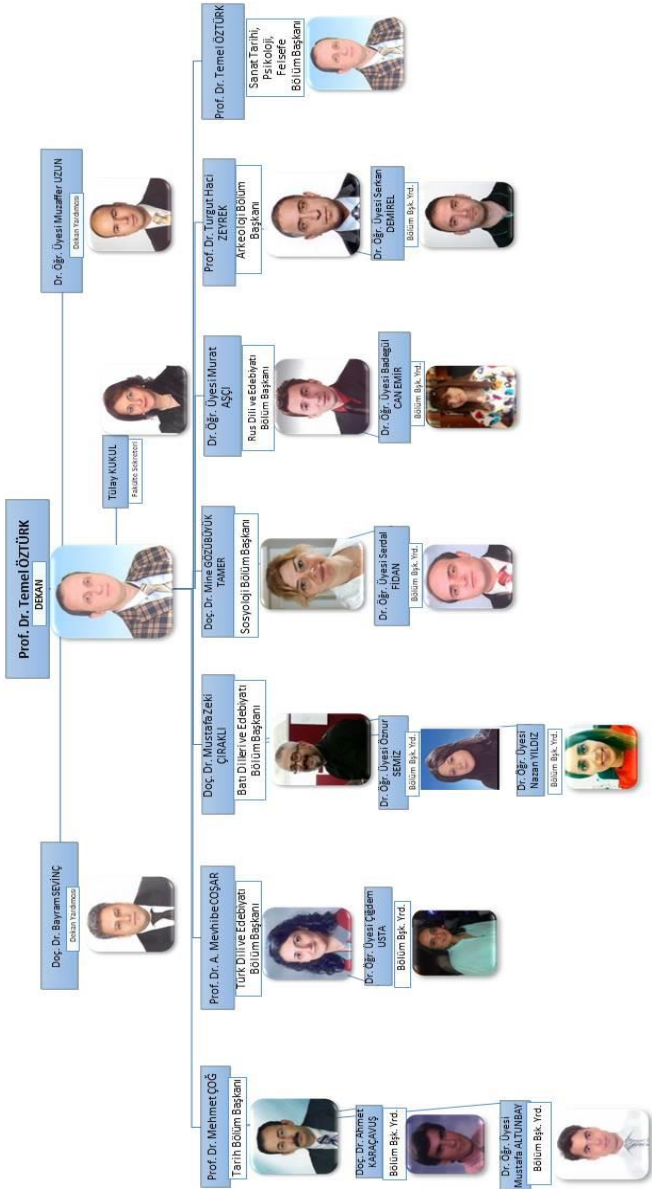 Prof. Dr. Temel ÖZTÜRK
DEKAN
Doç. Dr. Bayram SEVİNÇ
Dekan Yardımcısı
Dr. Öğr. Üyesi Muzaffer UZUN
Dekan Yardımcısı
Tülay KUKUL
Fakülte Sekreteri
Prof. Dr. Mehmet ÇOĞ
Tarih Bölüm Başkanı
Doç. Dr. Ahmet
KARAÇAVUŞ
Bölüm Bşk. Yrd.
Dr. Öğr. Üyesi
Mustafa ALTUNBAY
Bölüm Bşk. Yrd.
Prof. Dr. A. Mevhibe COŞAR
Türk Dili ve Edebiyatı
Bölüm Başkanı
Dr. Öğr. Üyesi Çiğdem
USTA
Bölüm Bşk. Yrd.
Doç. Dr. Mustafa Zeki
ÇIRAKLI
Batı Dilleri ve Edebiyatı
Bölüm Başkanı
Dr. Öğr. Üyesi Öznur
SEMİZ
Bölüm Bşk. Yrd.
Dr. Öğr. Üyesi
Nazan YILDIZ
Bölüm Bşk. Yrd.
Doç. Dr. Mine GÖZÜBÜYÜK
TAMER
Sosyoloji Bölüm Başkanı
Dr. Öğr. Üyesi Serdal
FİDAN
Bölüm Bşk. Yrd.
Dr. Öğr. Üyesi Murat
AŞÇI
Rus Dili ve Edebiyatı
Bölüm Başkanı
Dr. Öğr. Üyesi Badegül
CAN EMİR
Bölüm Bşk. Yrd.
Prof. Dr. Turgut Haci
ZEYREK
Arkeoloji Bölüm
Başkanı
Dr. Öğr. Üyesi Serkan
DEMİREL
Bölüm Bşk. Yrd.
Prof. Dr. Temel ÖZTÜRK
Sanat Tarihi,
Psikoloji,
Felsefe
Bölüm Başkanı